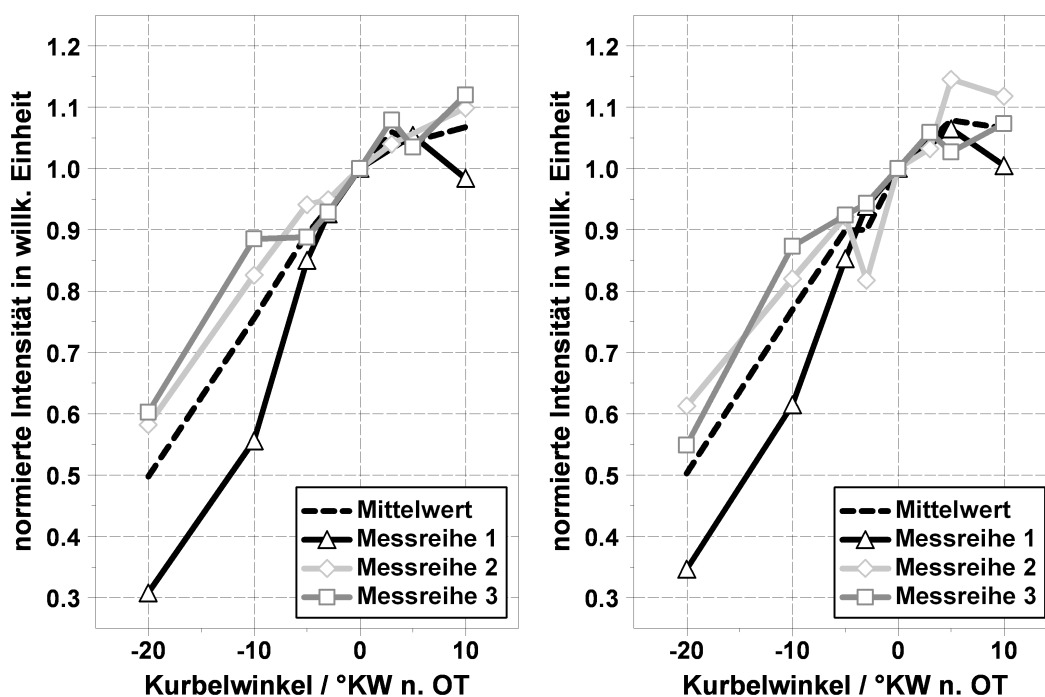 normierte Intensität in willk. Einheit
1.2
1.1
1.0
0.9
0.8
0.7
0.6
0.5
0.4
0.3
-20 -10 0 10
Kurbelwinkel / °KW n. OT
Mittelwert
Messreihe 1
Messreihe 2
Messreihe 3
normierte Intensität in willk. Einheit
1.2
1.1
1.0
0.9
0.8
0.7
0.6
0.5
0.4
0.3
-20 -10 0 10
Kurbelwinkel / °KW n. OT
Mittelwert
Messreihe 1
Messreihe 2
Messreihe 3